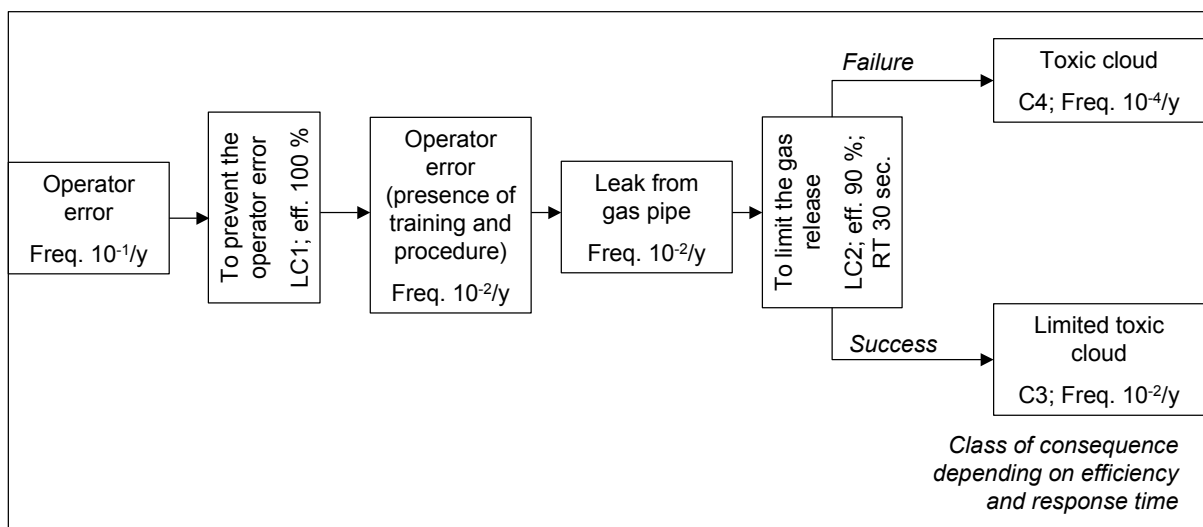 Operator
error
Freq. 10⁻¹/y
To prevent the
operator error
LC1; eff. 100 %
Operator
error
(presence of
training and
procedure)
Freq. 10⁻²/y
Leak from
gas pipe
Freq. 10⁻²/y
To limit the gas
release
LC2; eff. 90 %;
RT 30 sec.
Failure
Toxic cloud
C4; Freq. 10⁻⁴/y
Success
Limited toxic
cloud
C3; Freq. 10⁻²/y
Class of consequence
depending on efficiency
and response time